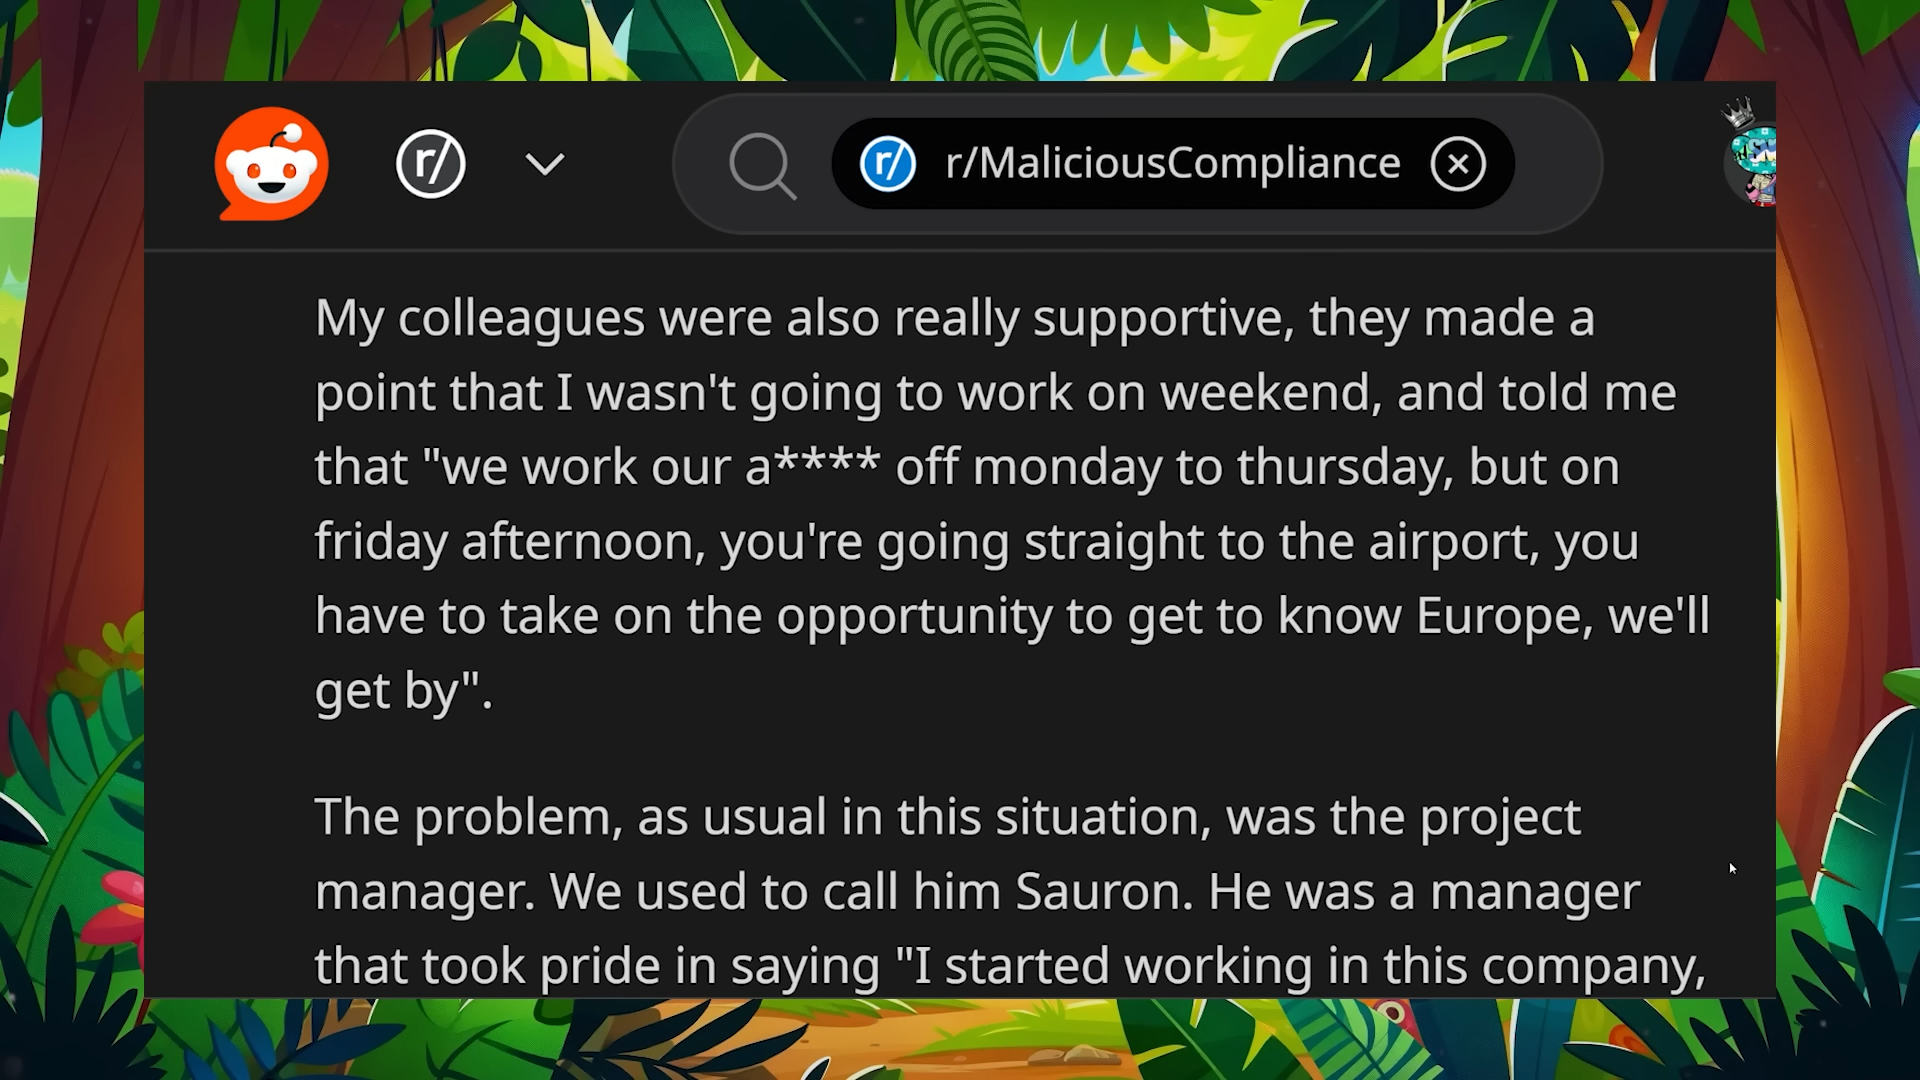 r/
r/ r/MaliciousCompliance
My colleagues were also really supportive, they made a
point that I wasn't going to work on weekend, and told me
that "we work our a**** off monday to thursday, but on
friday afternoon, you're going straight to the airport, you
have to take on the opportunity to get to know Europe, we'll
get by".
The problem, as usual in this situation, was the project
manager. We used to call him Sauron. He was a manager
that took pride in saying "I started working in this company,